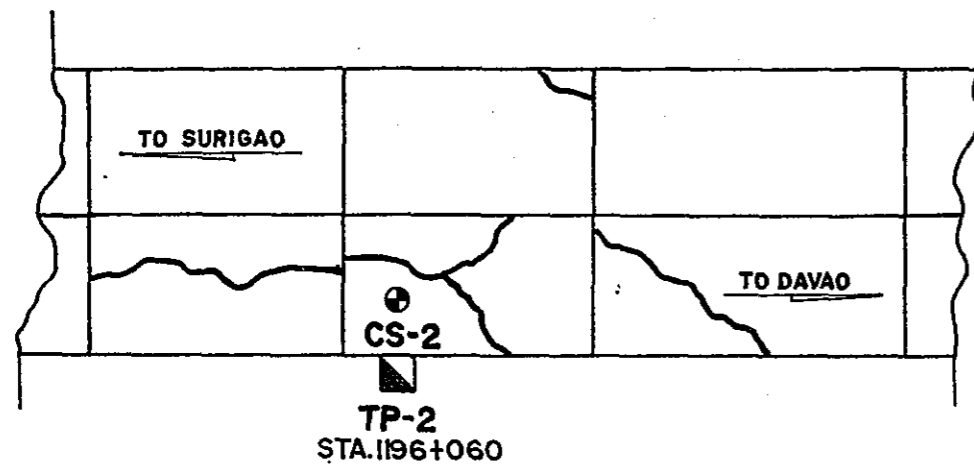 TO SURIGAO
TO DAVAO
CS-2
TP-2
STA.1196+060